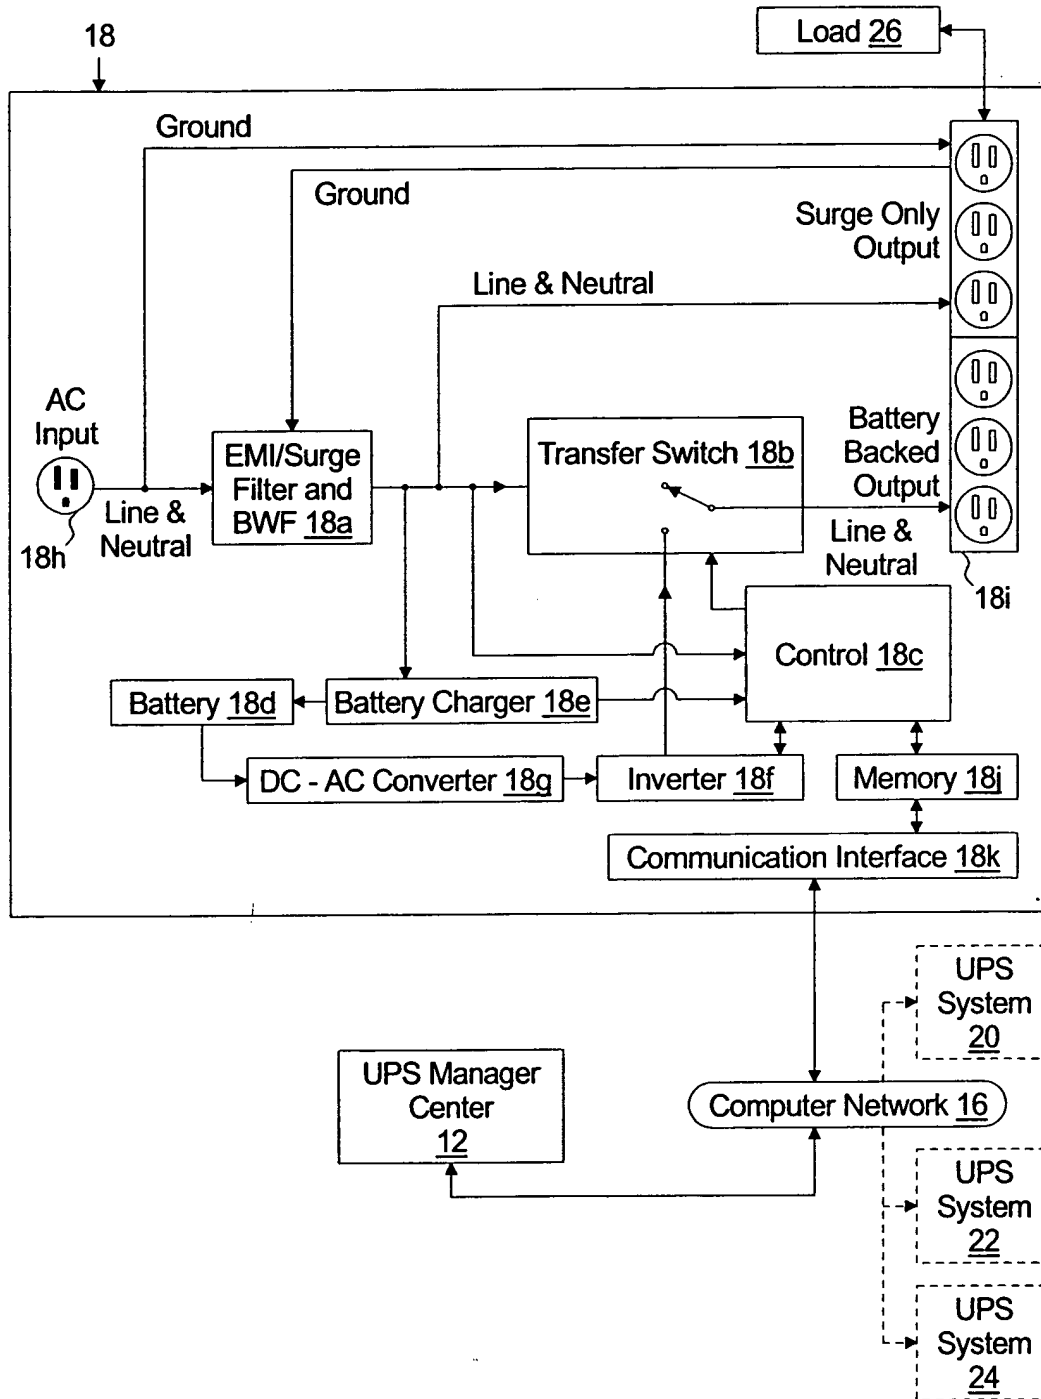 18
Load 26
Ground
Ground
Surge Only
Output
Line & Neutral
AC
Input
EMI/Surge
Filter and
BWF 18a
Transfer Switch 18b
Battery
Backed
Output
Line &
Neutral
18h
Line &
Neutral
18i
Control 18c
Battery 18d
Battery Charger 18e
DC - AC Converter 18g
Inverter 18f
Memory 18j
Communication Interface 18k
UPS
System
20
UPS Manager
Center
12
Computer Network 16
UPS
System
22
UPS
System
24